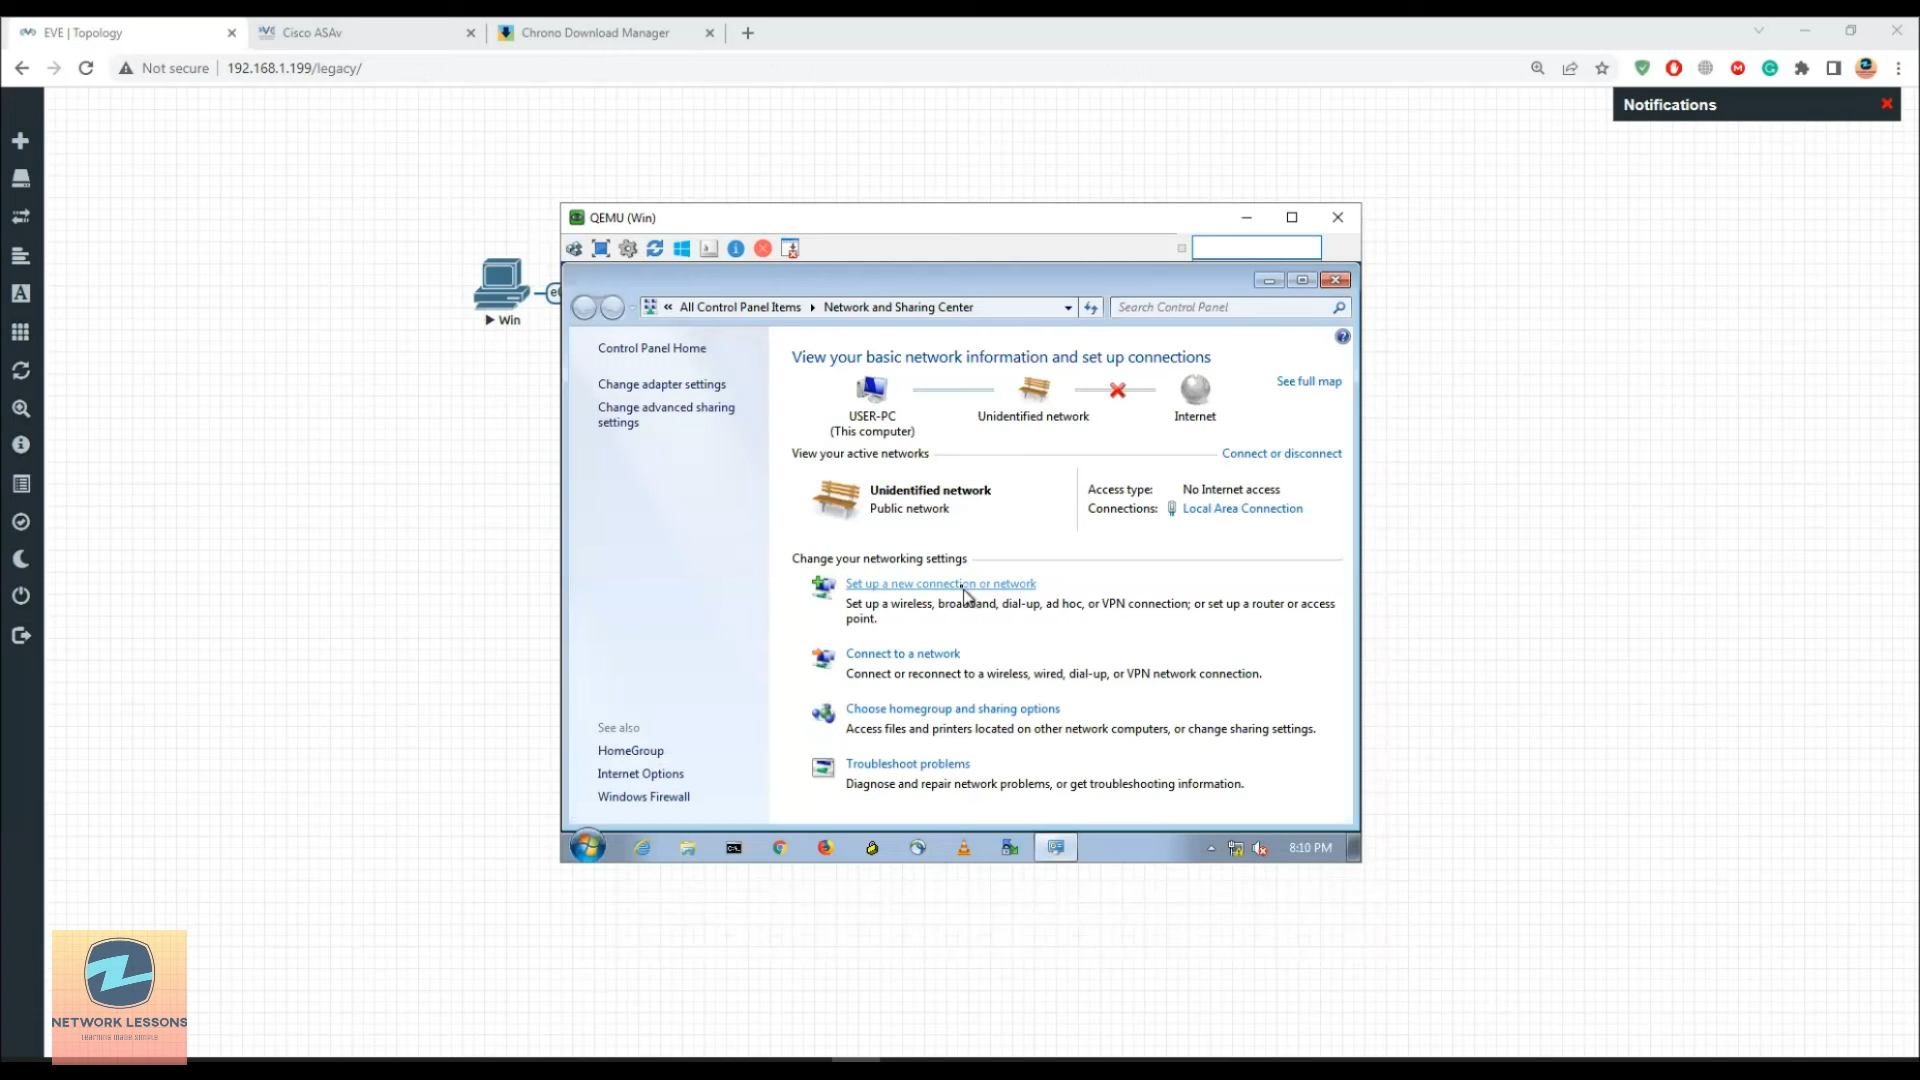 EVE | Topology
Cisco ASAv
Chrono Download Manager
Not secure
192.168.1.199/legacy/
Notifications
QEMU (Win)
Win
« All Control Panel Items
Network and Sharing Center
Search Control Panel
Control Panel Home
Change adapter settings
Change advanced sharing
settings
View your basic network information and set up connections
See full map
USER-PC
(This computer)
Unidentified network
Internet
View your active networks
Connect or disconnect
Unidentified network
Public network
Access type:
No Internet access
Connections:
Local Area Connection
Change your networking settings
Set up a new connection or network
Set up a wireless, broadband, dial-up, ad hoc, or VPN connection; or set up a router or access
point.
Connect to a network
Connect or reconnect to a wireless, wired, dial-up, or VPN network connection.
Choose homegroup and sharing options
Access files and printers located on other network computers, or change sharing settings.
Troubleshoot problems
Diagnose and repair network problems, or get troubleshooting information.
See also
HomeGroup
Internet Options
Windows Firewall
8:10 PM
NETWORK LESSONS
learning made simple